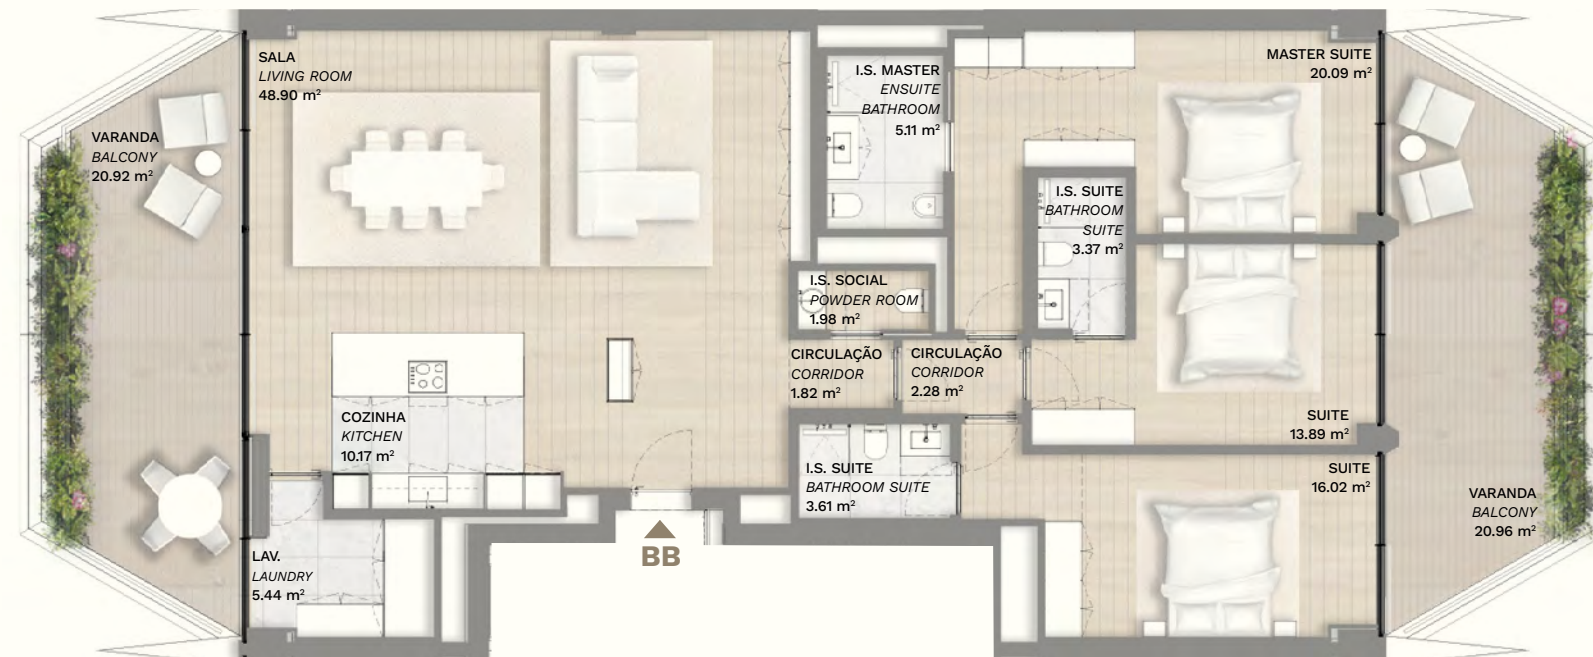 SALA
LIVING ROOM
48.90 m²
VARANDA
BALCONY
20.92 m²
COZINHA
KITCHEN
10.17 m²
LAV.
LAUNDRY
5.44 m²
BB
I.S. MASTER
ENSUITE
BATHROOM
5.11 m²
I.S. SOCIAL
POWDER ROOM
1.98 m²
CIRCULAÇÃO
CORRIDOR
1.82 m²
CIRCULAÇÃO
CORRIDOR
2.28 m²
I.S. SUITE
BATHROOM SUITE
3.61 m²
I.S. SUITE
BATHROOM
SUITE
3.37 m²
MASTER SUITE
20.09 m²
SUITE
13.89 m²
SUITE
16.02 m²
VARANDA
BALCONY
20.96 m²